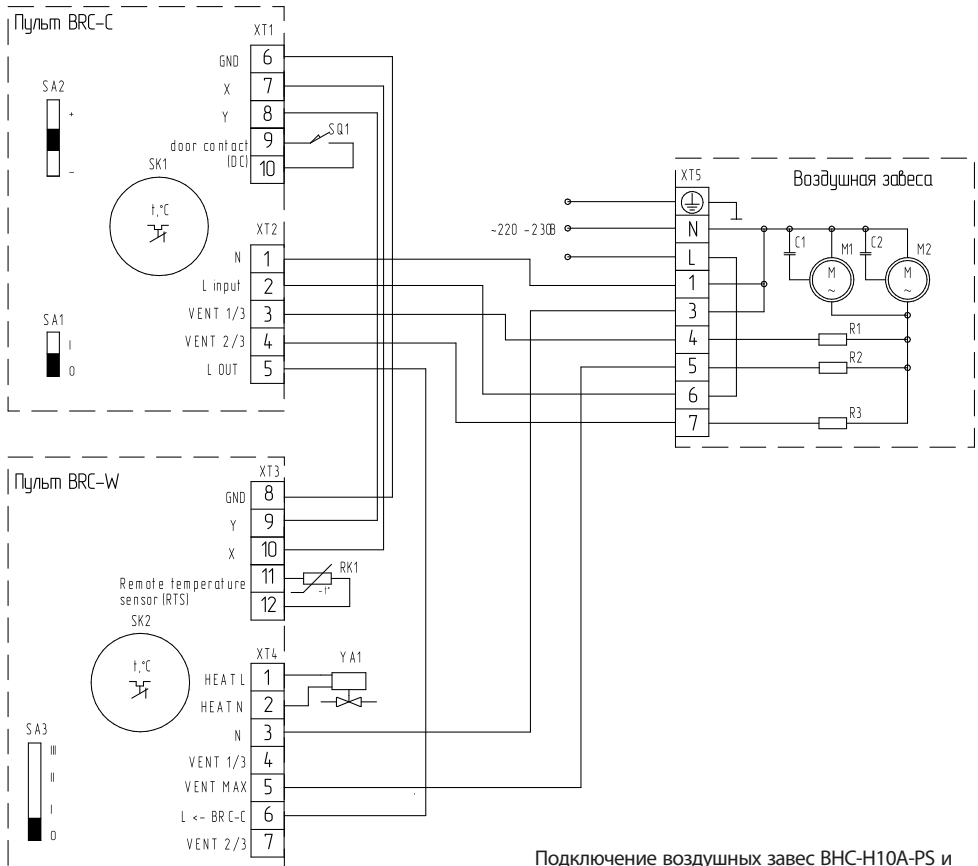 Пульт BRC-C
XT1
GND 6
X 7
Y 8
door contact (DC) 9
10
SQ1
SA2
+
-
SK1
t,°C
XT2
N 1
L input 2
VENT 1/3 3
VENT 2/3 4
L OUT 5
SA1
I
0
~220 -230В
XT5
Воздушная завеса
N
L
1
3
4
5
6
7
C1
M1
M
~
C2
M2
M
~
R1
R2
R3
Пульт BRC-W
XT3
GND 8
Y 9
X 10
Remote temperature sensor (RTS) 11
12
RK1
-t°
SK2
t,°C
XT4
HEAT L 1
HEAT N 2
N 3
VENT 1/3 4
VENT MAX 5
L <- BRC-C 6
VENT 2/3 7
YA1
SA3
III
II
I
0
Подключение воздушных завес BHC-H10A-PS и